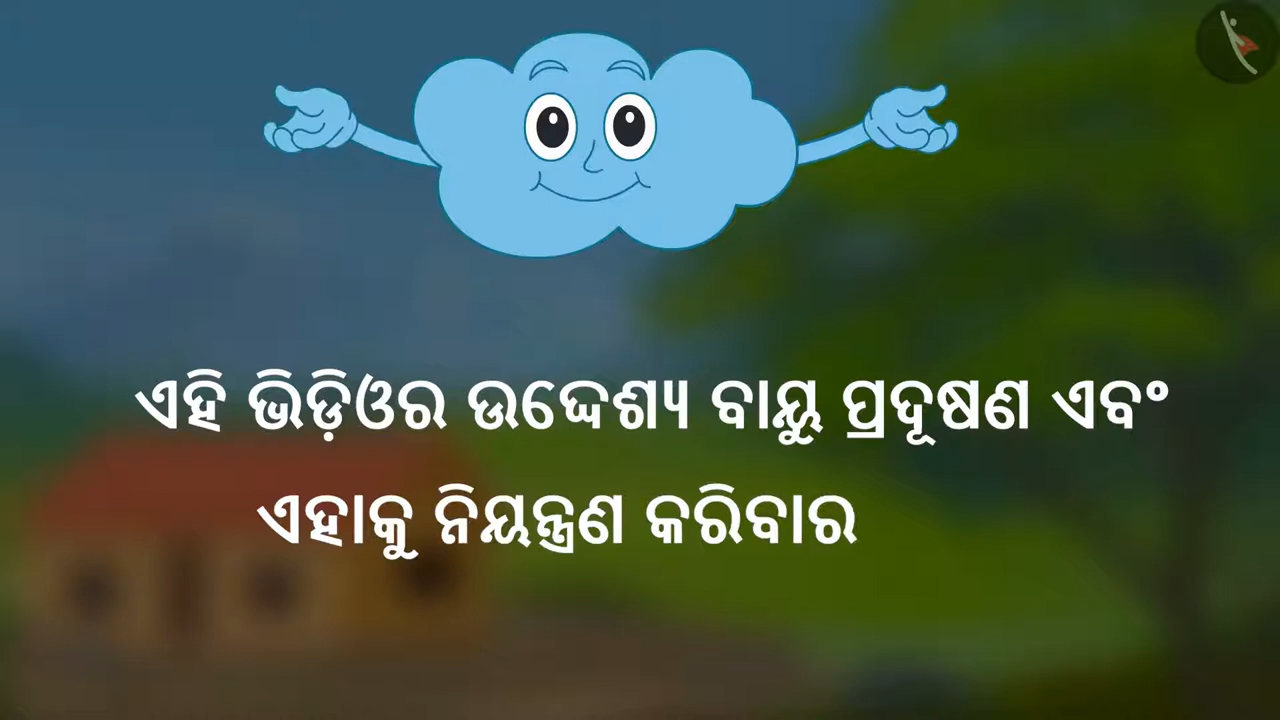 ଏହି ଭିଡ଼ିଓର ଉଦ୍ଦେଶ୍ୟ ବାୟୁ ପ୍ରଦୂଷଣ ଏବଂ
ଏହାକୁ ନିୟନ୍ତ୍ରଣ କରିବାର